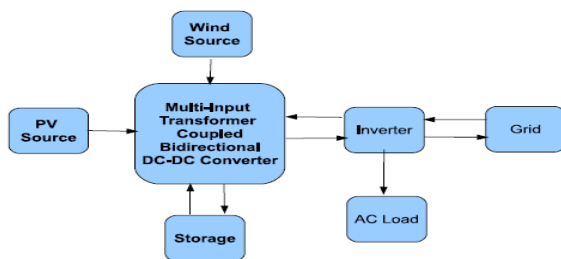 Wind
Source
PV
Source
Multi-Input
Transformer
Coupled
Bidirectional
DC-DC Converter
Inverter
Grid
Storage
AC Load